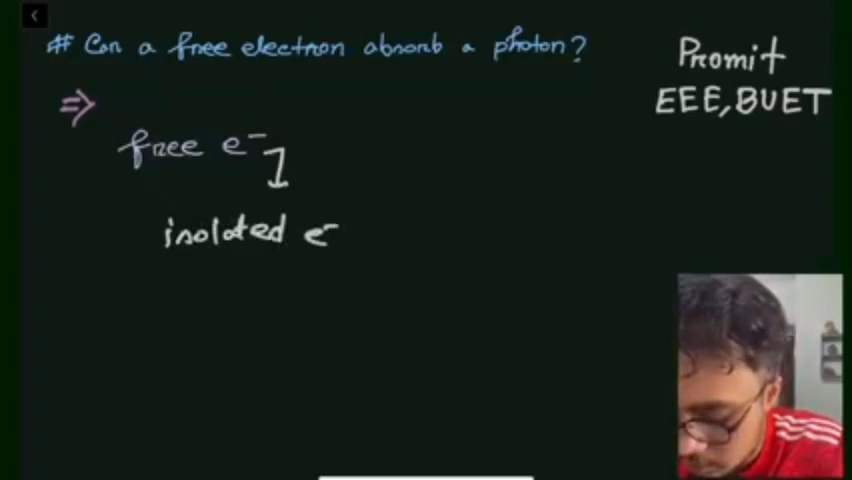 # Can a free electron absorb a photon?
Promit
EEE, BUET
⇒
free e⁻
isolated e⁻